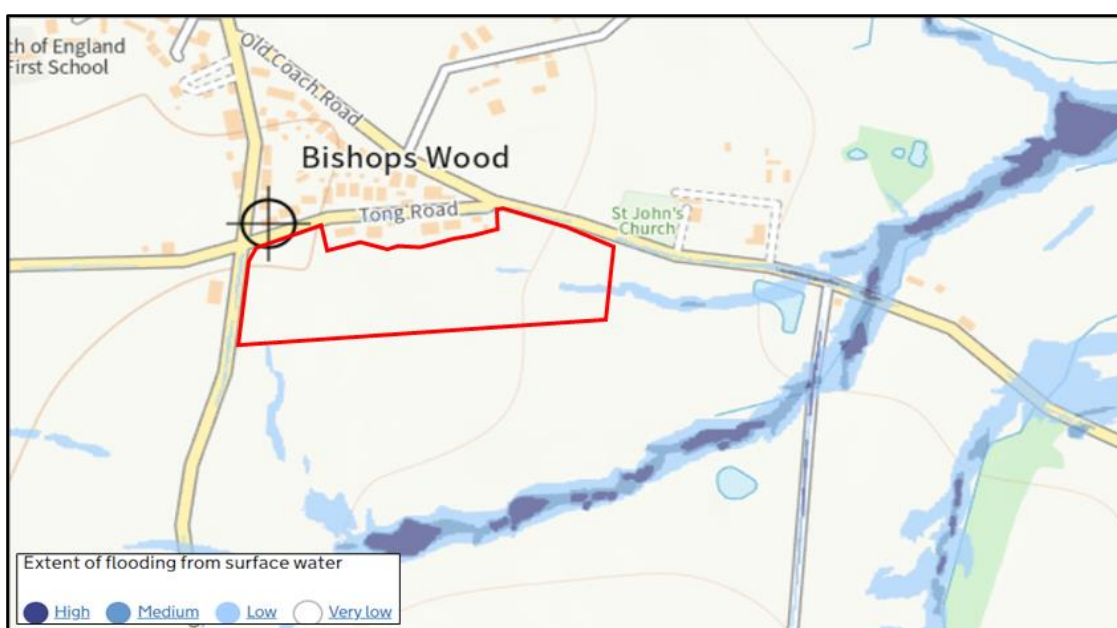 ch of England
First School
Old Coach Road
Bishops Wood
Tong Road
St John's
Church
Extent of flooding from surface water
High Medium Low Very low